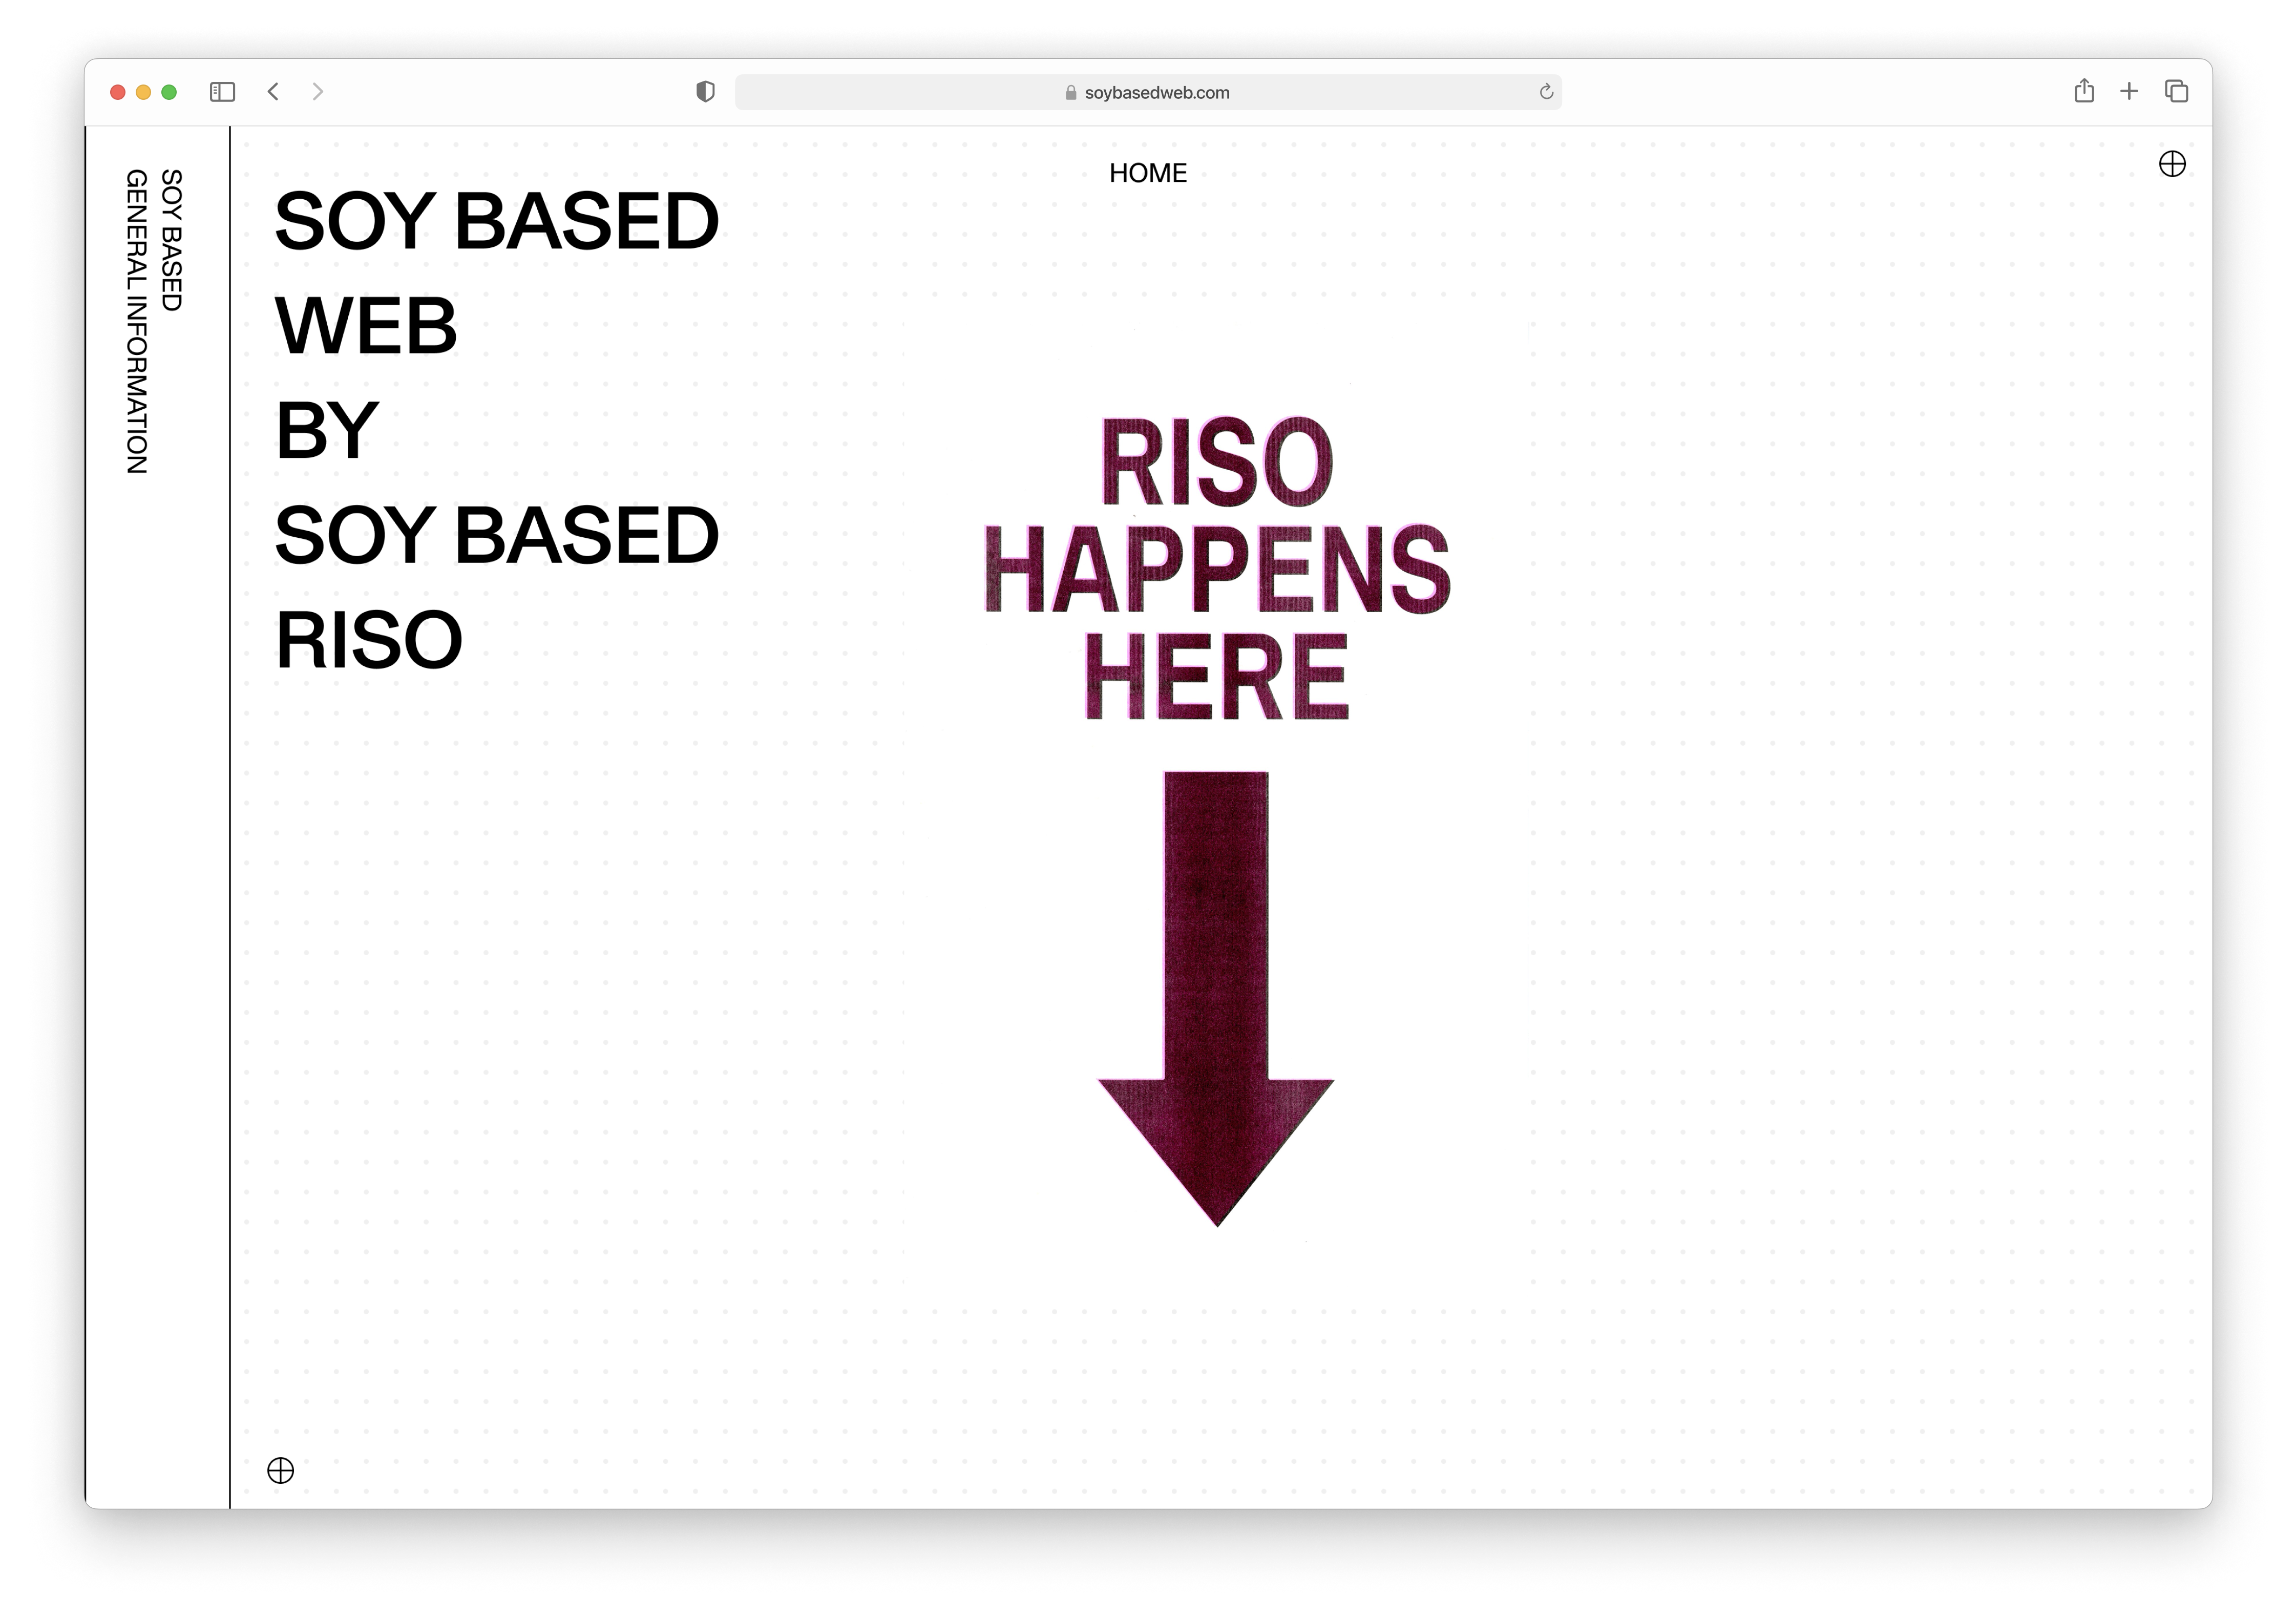 soybasedweb.com
SOY BASED
GENERAL INFORMATION
HOME
SOY BASED
WEB
BY
SOY BASED
RISO
RISO
HAPPENS
HERE